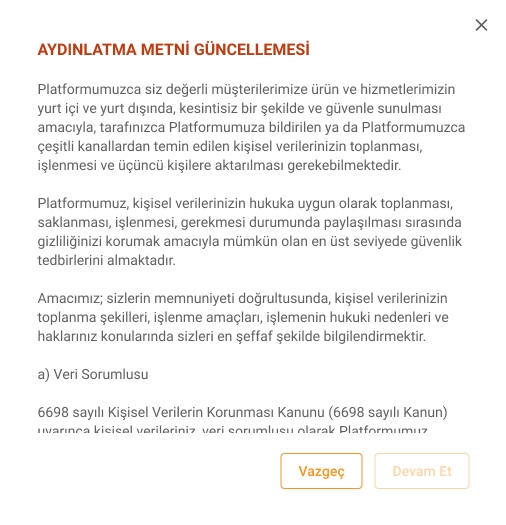 AYDINLATMA METNİ GÜNCELLEMESİ
Platformumuzca siz değerli müşterilerimize ürün ve hizmetlerimizin
yurt içi ve yurt dışında, kesintisiz bir şekilde ve güvenle sunulması
amacıyla, tarafınızca Platformumuza bildirilen ya da Platformumuzca
çeşitli kanallardan temin edilen kişisel verilerinizin toplanması,
işlenmesi ve üçüncü kişilere aktarılması gerekebilmektedir.
Platformumuz, kişisel verilerinizin hukuka uygun olarak toplanması,
saklanması, işlenmesi, gerekmesi durumunda paylaşılması sırasında
gizliliğinizi korumak amacıyla mümkün olan en üst seviyede güvenlik
tedbirlerini almaktadır.
Amacımız; sizlerin memnuniyeti doğrultusunda, kişisel verilerinizin
toplanma şekilleri, işlenme amaçları, işlemenin hukuki nedenleri ve
haklarınız konularında sizleri en şeffaf şekilde bilgilendirmektir.
a) Veri Sorumlusu
6698 sayılı Kişisel Verilerin Korunması Kanunu (6698 sayılı Kanun)
uyarınca kişisel verileriniz, veri sorumlusu olarak Platformumuz
Vazgeç
Devam Et